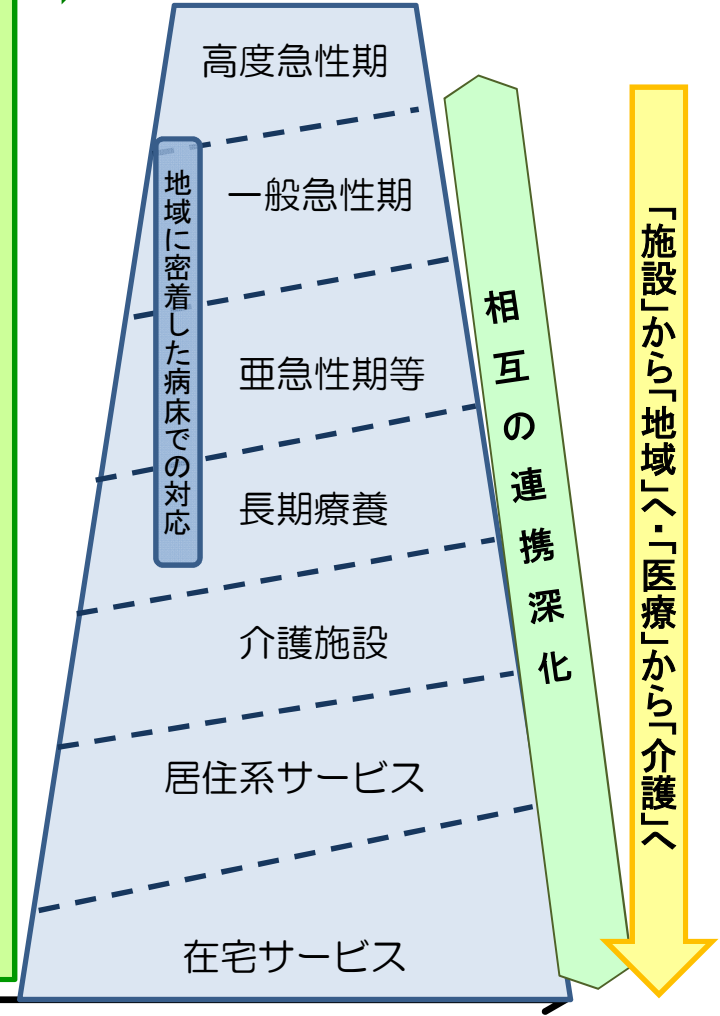 高度急性期
一般急性期
亜急性期等
長期療養
介護施設
居住系サービス
在宅サービス
地域に密着した病床での対応
相互の連携深化
「施設」から「地域」へ・「医療」から「介護」へ